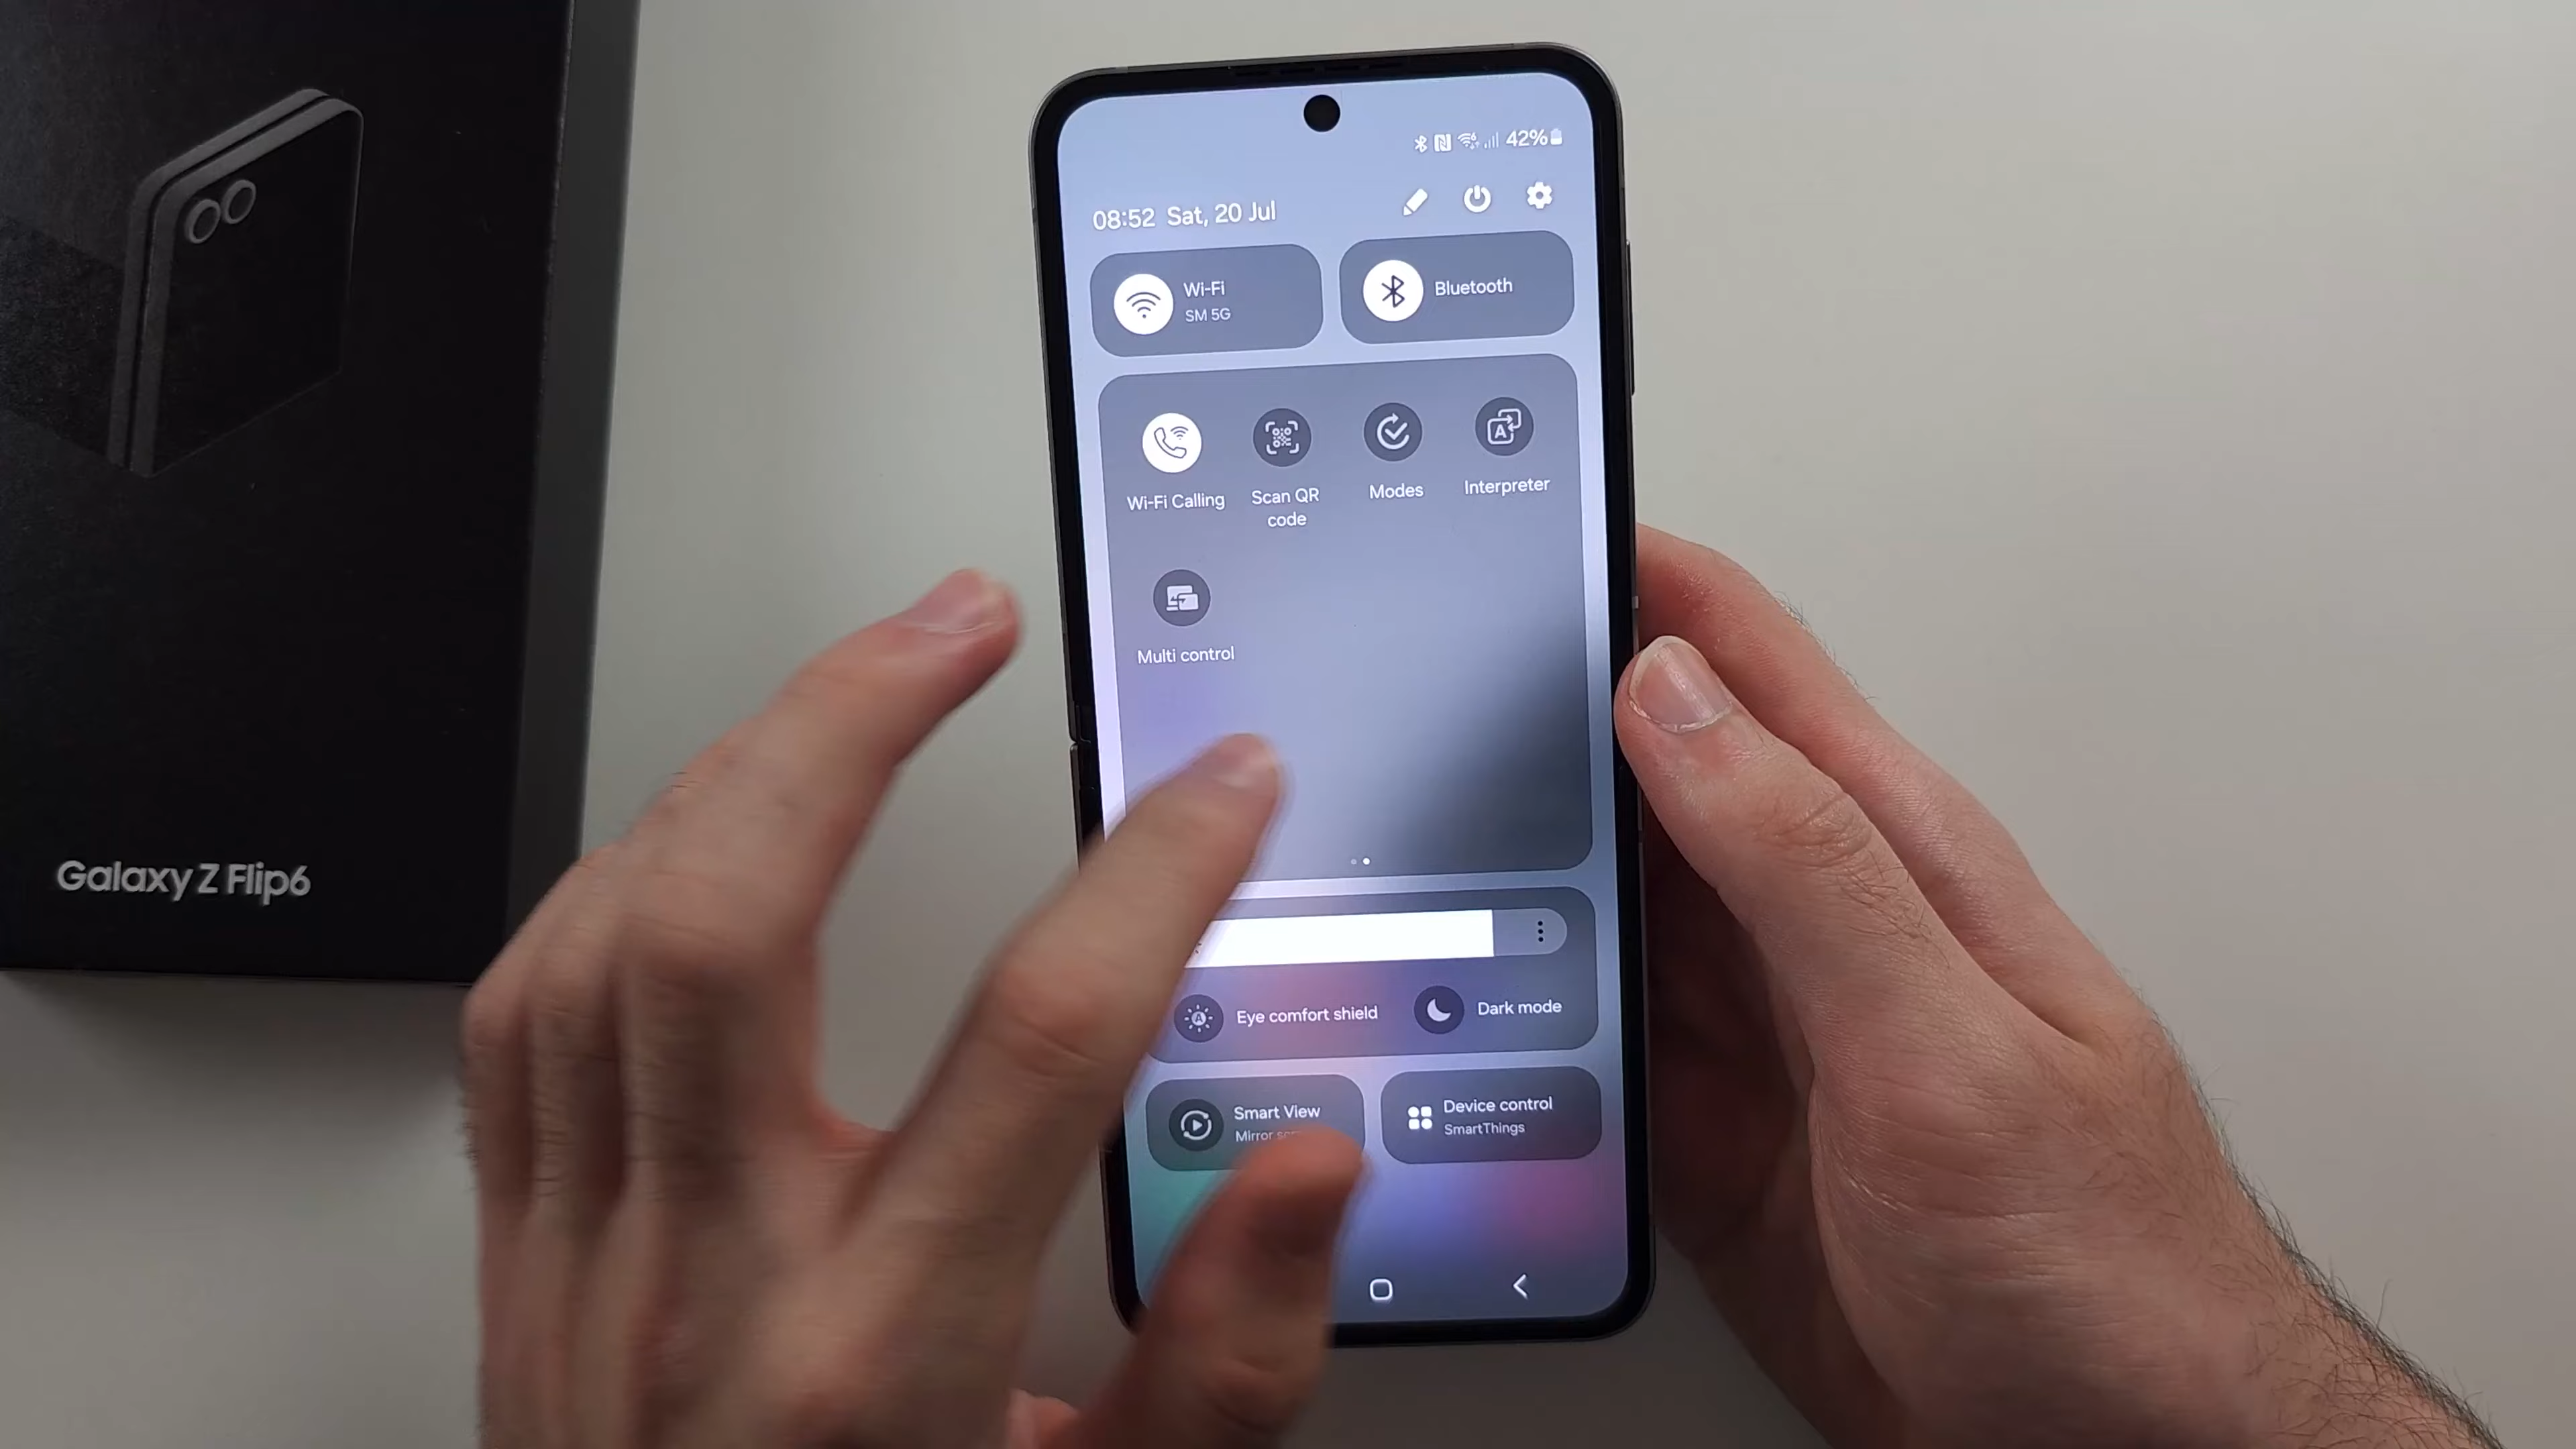 42%
08:52 Sat, 20 Jul
Wi-Fi
SM 5G
Bluetooth
Wi-Fi Calling
Scan QR
code
Modes
Interpreter
Multi control
Eye comfort shield
Dark mode
Smart View
Mirror
Device control
SmartThings
Galaxy Z Flip6